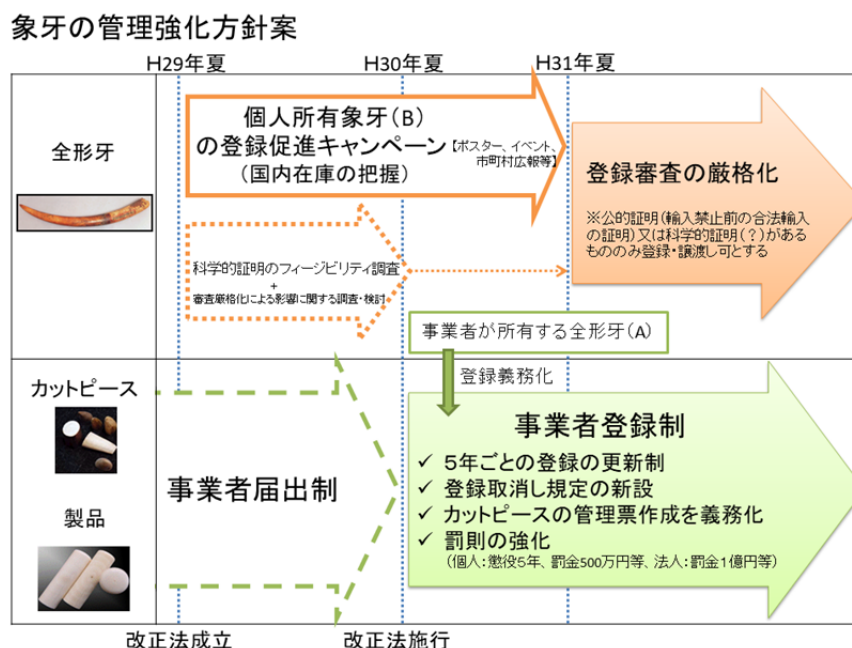 象牙の管理強化方針案
H29年夏
H30年夏
H31年夏
全形牙
個人所有象牙(B)
の登録促進キャンペーン【ポスター、イベント、
市町村広報等】
(国内在庫の把握)
登録審査の厳格化
※公的証明(輸入禁止前の合法輸入
の証明)又は科学的証明(?)がある
もののみ登録・譲渡し可とする
科学的証明のフィージビリティ調査
+
審査厳格化による影響に関する調査・検討
事業者が所有する全形牙(A)
登録義務化
カットピース
製品
事業者届出制
事業者登録制
✓ 5年ごとの登録の更新制
✓ 登録取消し規定の新設
✓ カットピースの管理票作成を義務化
✓ 罰則の強化
(個人:懲役5年、罰金500万円等、法人:罰金1億円等)
改正法成立
改正法施行